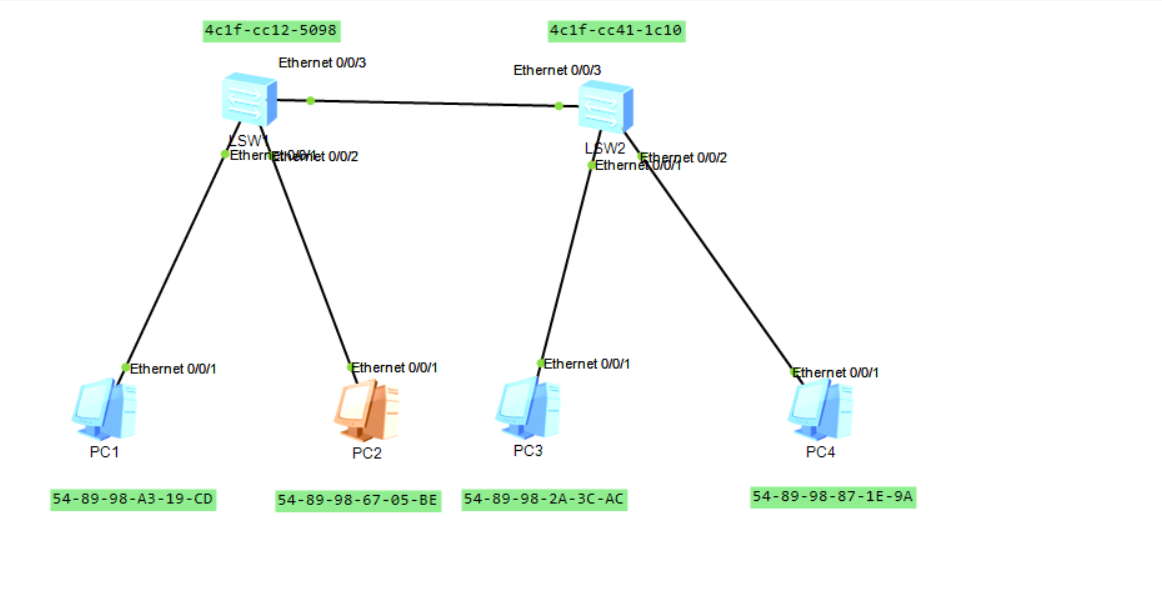 4c1f-cc12-5098
4c1f-cc41-1c10
Ethernet 0/0/3
Ethernet 0/0/3
LSW1
LSW2
Ethernet 0/0/1
Ethernet 0/0/2
Ethernet 0/0/2
Ethernet 0/0/1
Ethernet 0/0/1
Ethernet 0/0/1
Ethernet 0/0/1
Ethernet 0/0/1
PC1
PC2
PC3
PC4
54-89-98-A3-19-CD
54-89-98-67-05-BE
54-89-98-2A-3C-AC
54-89-98-87-1E-9A